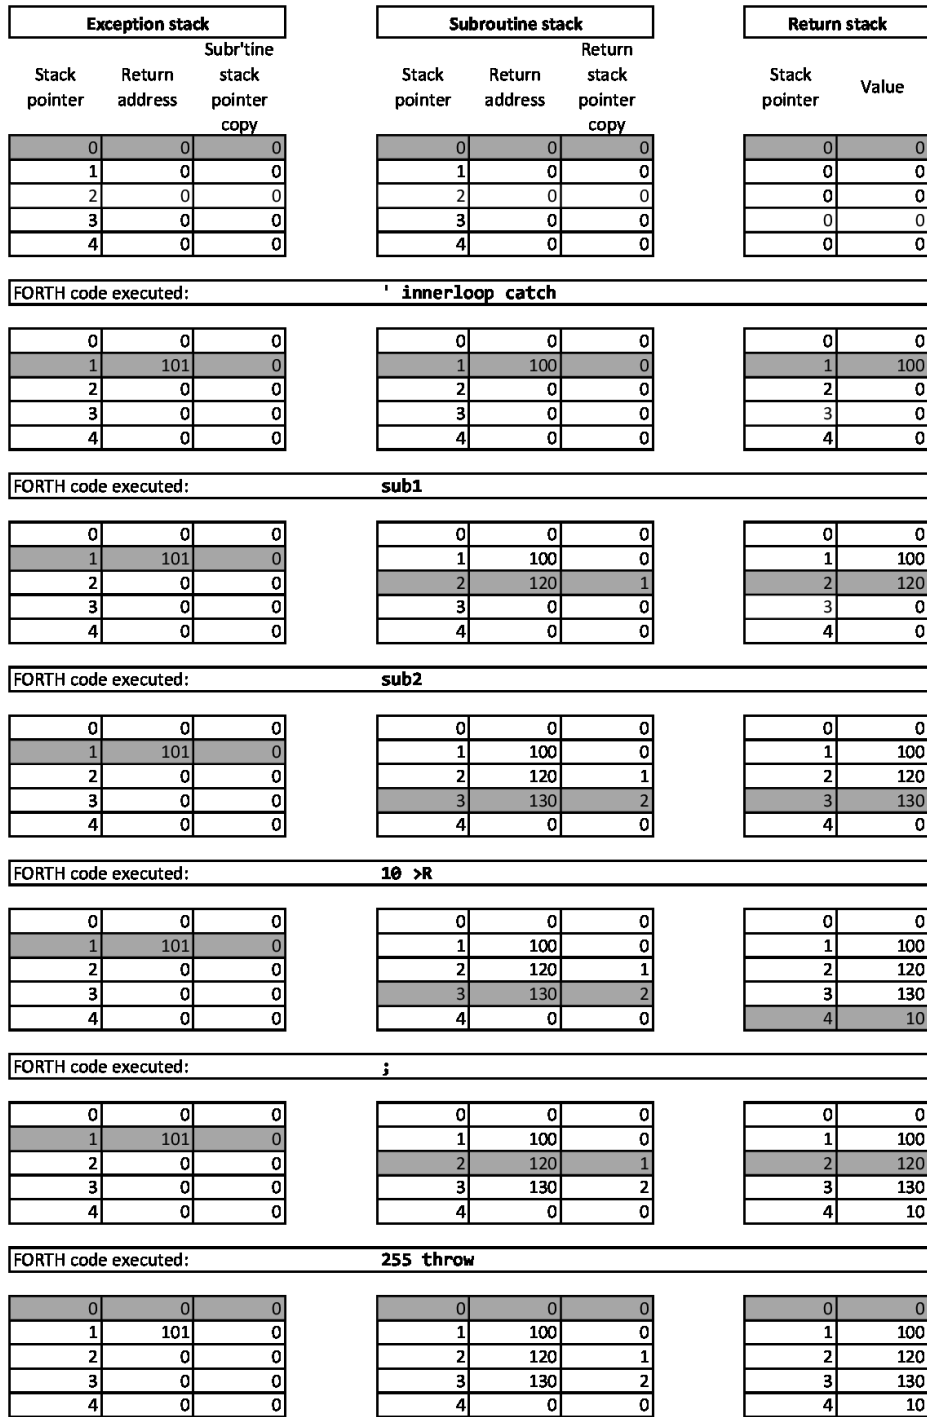 Exception stack Subroutine stack Return stack
Subr'tine Return
Stack Return stack Stack Return stack Stack Value
pointer address pointer pointer address pointer pointer
copy copy
0 0 0 0 0 0 0 0
1 0 0 1 0 0 0 0
2 0 0 2 0 0 0 0
3 0 0 3 0 0 0 0
4 0 0 4 0 0 0 0
FORTH code executed: ' innerloop catch
0 0 0 0 0 0 0 0
1 101 0 1 100 0 1 100
2 0 0 2 0 0 2 0
3 0 0 3 0 0 3 0
4 0 0 4 0 0 4 0
FORTH code executed: sub1
0 0 0 0 0 0 0 0
1 101 0 1 100 0 1 100
2 0 0 2 120 1 2 120
3 0 0 3 0 0 3 0
4 0 0 4 0 0 4 0
FORTH code executed: sub2
0 0 0 0 0 0 0 0
1 101 0 1 100 0 1 100
2 0 0 2 120 1 2 120
3 0 0 3 130 2 3 130
4 0 0 4 0 0 4 0
FORTH code executed: 10 >R
0 0 0 0 0 0 0 0
1 101 0 1 100 0 1 100
2 0 0 2 120 1 2 120
3 0 0 3 130 2 3 130
4 0 0 4 0 0 4 10
FORTH code executed: ;
0 0 0 0 0 0 0 0
1 101 0 1 100 0 1 100
2 0 0 2 120 1 2 120
3 0 0 3 130 2 3 130
4 0 0 4 0 0 4 10
FORTH code executed: 255 throw
0 0 0 0 0 0 0 0
1 101 0 1 100 0 1 100
2 0 0 2 120 1 2 120
3 0 0 3 130 2 3 130
4 0 0 4 0 0 4 10